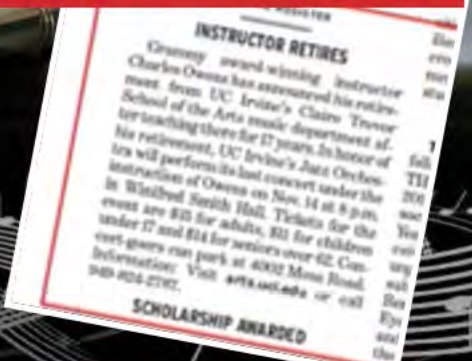 REGISTER
INSTRUCTOR RETIRES
Grammy award-winning instructor
Charles Owens has announced his retire-
ment from UC Irvine's Claire Trevor
School of the Arts music department af-
ter teaching there for 17 years. In honor of
his retirement, UC Irvine's Jazz Orches-
tra will perform its last concert under the
instruction of Owens on Nov. 14 at 8 p.m.
in Winifred Smith Hall. Tickets for the
event are $15 for adults, $11 for children
under 17 and $14 for seniors over 62. Con-
cert-goers can park at 4002 Mesa Road.
Information: Visit arts.uci.edu or call
949-824-2787.
SCHOLARSHIP AWARDED